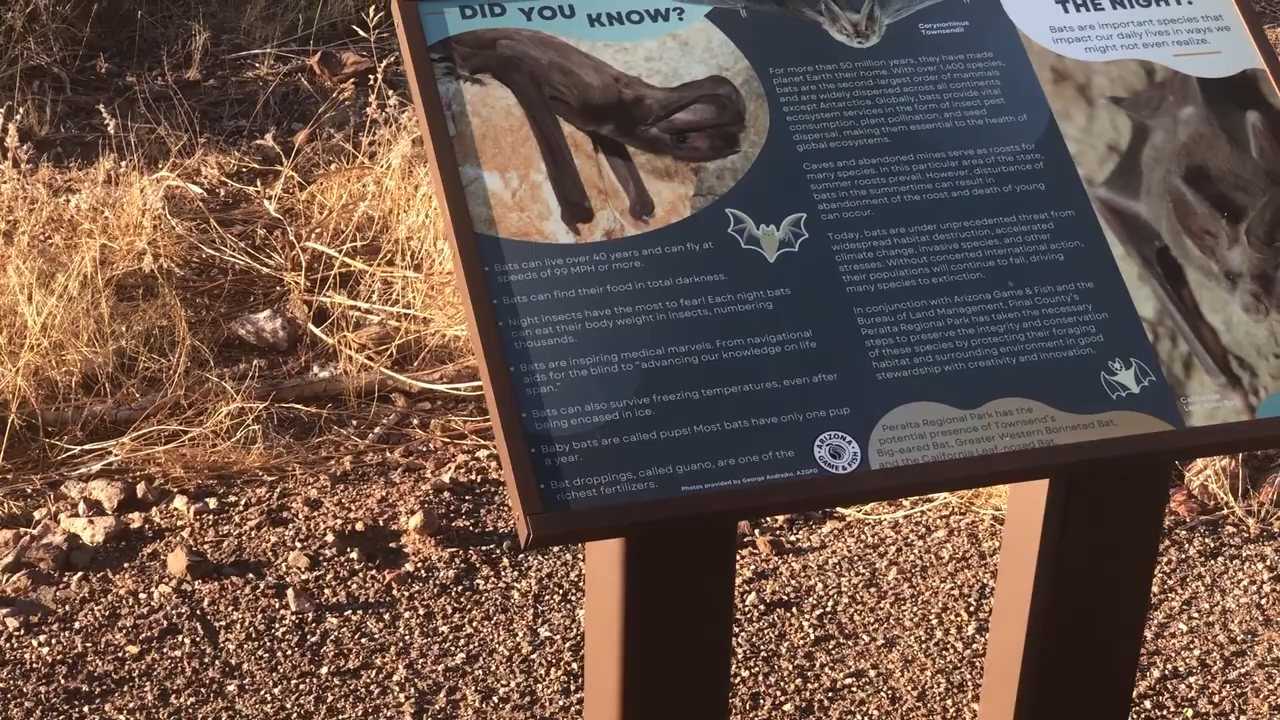 DID YOU KNOW?
Bats can live over 40 years and can fly at
speeds of 99 MPH or more.
Bats can find their food in total darkness.
Night insects have the most to fear! Each night bats
can eat their body weight in insects, numbering
thousands.
Bats are inspiring medical marvels. From navigational
aids for the blind to "advancing our knowledge on life
span."
Bats can also survive freezing temperatures, even after
being encased in ice.
Baby bats are called pups! Most bats have only one pup
a year.
Bat droppings, called guano, are one of the
richest fertilizers.
Photos provided by George Andrejko, AZGFD
ARIZONA
GAME & FISH
Corynorhinus
Townsendii
For more than 50 million years, they have made
planet Earth their home. With over 1,400 species,
bats are the second-largest order of mammals
and are widely dispersed across all continents
except Antarctica. Globally, bats provide vital
ecosystem services in the form of insect pest
consumption, plant pollination, and seed
dispersal, making them essential to the health of
global ecosystems.
Caves and abandoned mines serve as roosts for
many species. In this particular area of the state,
summer roosts prevail. However, disturbance of
bats in the summertime can result in
abandonment of the roost and death of young
can occur.
Today, bats are under unprecedented threat from
widespread habitat destruction, accelerated
climate change, invasive species, and other
stresses. Without concerted international action,
their populations will continue to fall, driving
many species to extinction.
In conjunction with Arizona Game & Fish and the
Bureau of Land Management, Pinal County's
Peralta Regional Park has taken the necessary
steps to preserve the integrity and conservation
of these species by protecting their foraging
habitat and surrounding environment in good
stewardship with creativity and innovation.
Peralta Regional Park has the
potential presence of Townsend's
Big-eared Bat, Greater Western Bonneted Bat,
and the California Leaf-nosed Bat.
THE NIGHT?
Bats are important species that
impact our daily lives in ways we
might not even realize.